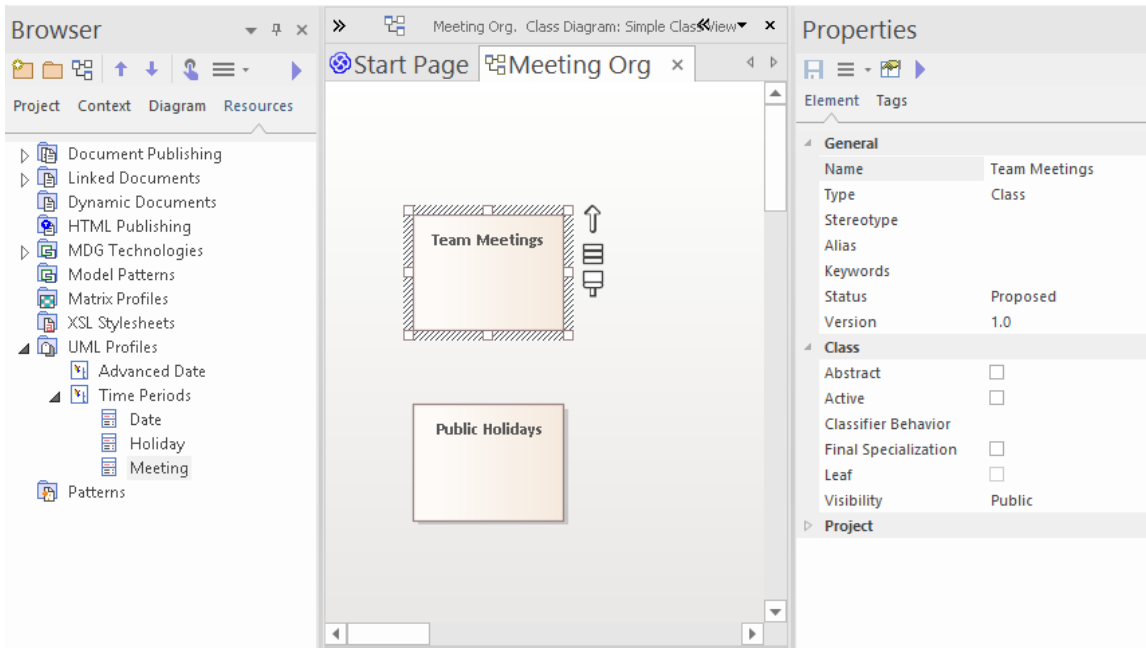 Browser
Project Context Diagram Resources
Document Publishing
Linked Documents
Dynamic Documents
HTML Publishing
MDG Technologies
Model Patterns
Matrix Profiles
XSL Stylesheets
UML Profiles
Advanced Date
Time Periods
Date
Holiday
Meeting
Patterns
Meeting Org. Class Diagram: Simple Class View
Start Page Meeting Org
Team Meetings
Public Holidays
Properties
Element Tags
General
Name Team Meetings
Type Class
Stereotype
Alias
Keywords
Status Proposed
Version 1.0
Class
Abstract
Active
Classifier Behavior
Final Specialization
Leaf
Visibility Public
Project